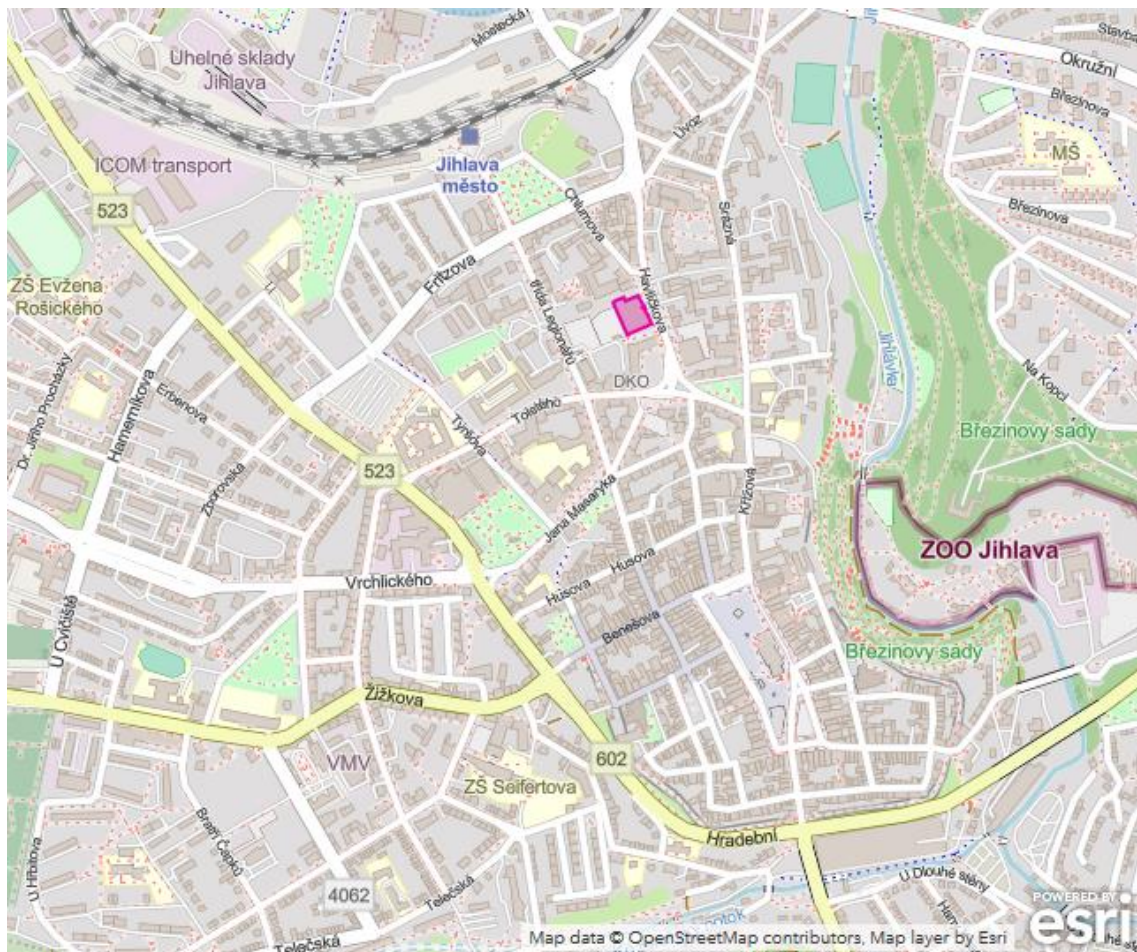 Moelecká
Stavba
Okružní
Uhelné sklady
Jihlava
Březinova
Úvoz
MŠ
ICOM transport
Jihlava
město
Chlumova
Srázná
Březinova
523
Fritzova
Havlíčkova
ZŠ Evžena
Rošického
třída Legionářů
Jihlávka
Na Kopci
Dr. Jiřího Procházky
Hamerníkova
Erbenova
DKO
Tolstého
Tyršova
Březinovy sady
523
Zborovská
Jana Masaryka
Křížová
ZOO Jihlava
Husova
Vrchlického
Husova
U Cvičiště
Benešova
Březinovy sady
Žižkova
602
VMV
ZŠ Seifertova
Bratří Čapků
Hradební
U Hřbitova
U Dlouhé stěny
4062
Telečská
Telečská
POWERED BY
esri
Map data © OpenStreetMap contributors, Map layer by Esri